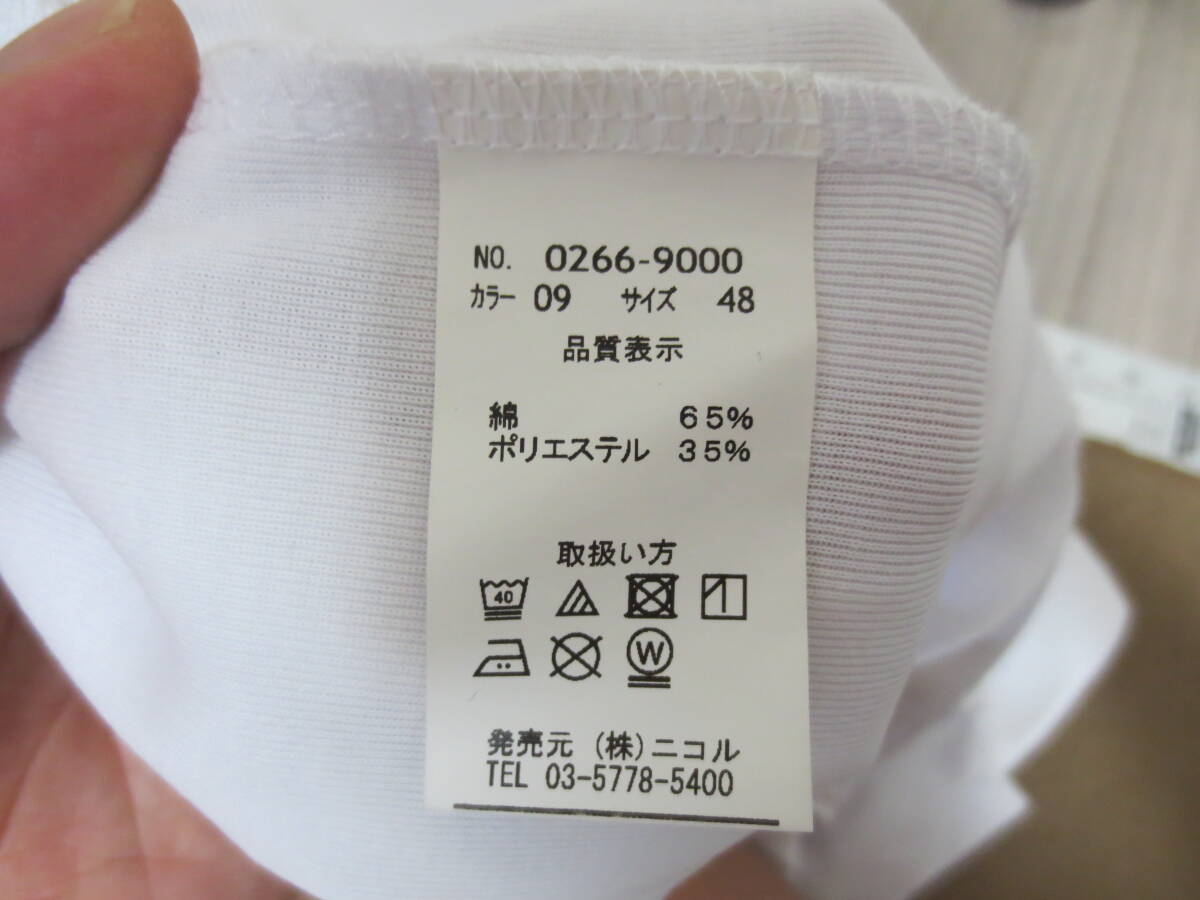 NO. 0266-9000
カラー 09 サイズ 48
品質表示
綿 65%
ポリエステル 35%
取扱い方
40
W
発売元 (株)ニコル
TEL 03-5778-5400